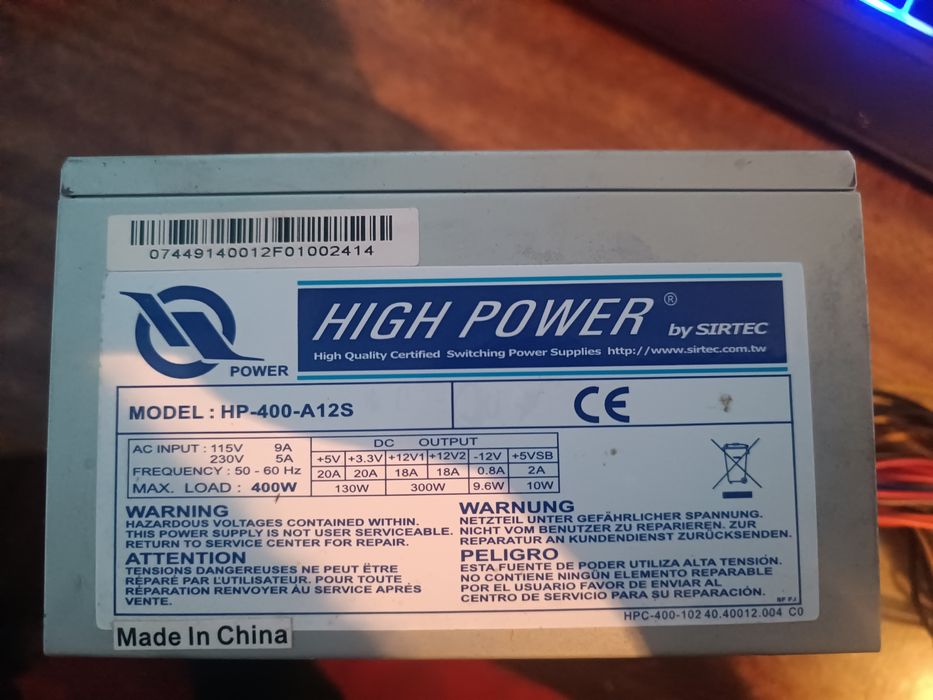 07449140012F01002414
POWER
HIGH POWER® by SIRTEC
High Quality Certified Switching Power Supplies http://www.sirtec.com.tw
MODEL : HP-400-A12S
CE
AC INPUT : 115V 9A
230V 5A
FREQUENCY : 50 - 60 Hz
MAX. LOAD : 400W
DC OUTPUT
+5V +3.3V +12V1 +12V2 -12V +5VSB
20A 20A 18A 18A 0.8A 2A
130W 300W 9.6W 10W
WARNING
HAZARDOUS VOLTAGES CONTAINED WITHIN.
THIS POWER SUPPLY IS NOT USER SERVICEABLE.
RETURN TO SERVICE CENTER FOR REPAIR.
ATTENTION
TENSIONS DANGEREUSES NE PEUT ËTRE
RÉPARÉ PAR L'UTILISATEUR. POUR TOUTE
RÉPARATION RENVOYER AU SERVICE APRÈS
VENTE.
WARNUNG
NETZTEIL UNTER GEFÄHRLICHER SPANNUNG.
NICHT VOM BENUTZER ZU REPARIEREN. ZUR
REPARATUR AN KUNDENDIENST ZURÜCKSENDEN.
PELIGRO
ESTA FUENTE DE PODER UTILIZA ALTA TENSIÓN.
NO CONTIENE NINGÚN ELEMENTO REPARABLE
POR EL USUARIO FAVOR DE ENVIAR AL
CENTRO DE SERVICIO PARA SU REPARACIÓN.
HPC-400-102 40.40012.004 C0
Made In China